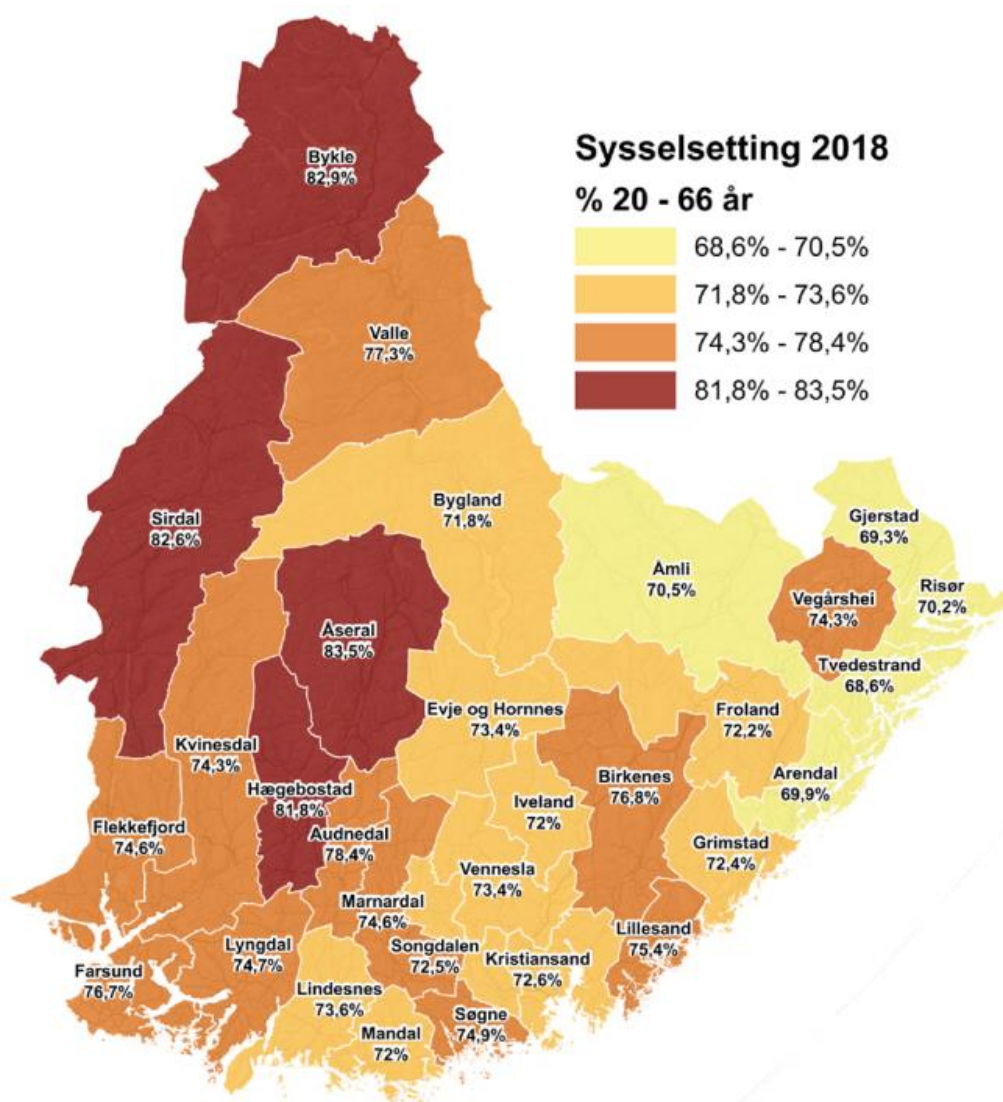 Sysselsetting 2018
% 20 - 66 år
68,6% - 70,5%
71,8% - 73,6%
74,3% - 78,4%
81,8% - 83,5%
Bykle
82,9%
Valle
77,3%
Bygland
71,8%
Sirdal
82,6%
Gjerstad
69,3%
Åmli
70,5%
Risør
70,2%
Vegårshei
74,3%
Åseral
83,5%
Tvedestrand
68,6%
Evje og Hornnes
73,4%
Froland
72,2%
Kvinesdal
74,3%
Birkenes
76,8%
Arendal
69,9%
Hægebostad
81,8%
Iveland
72%
Flekkefjord
74,6%
Audnedal
78,4%
Grimstad
72,4%
Vennesla
73,4%
Marnardal
74,6%
Lillesand
75,4%
Lyngdal
74,7%
Songdalen
72,5%
Kristiansand
72,6%
Farsund
76,7%
Lindesnes
73,6%
Søgne
74,9%
Mandal
72%